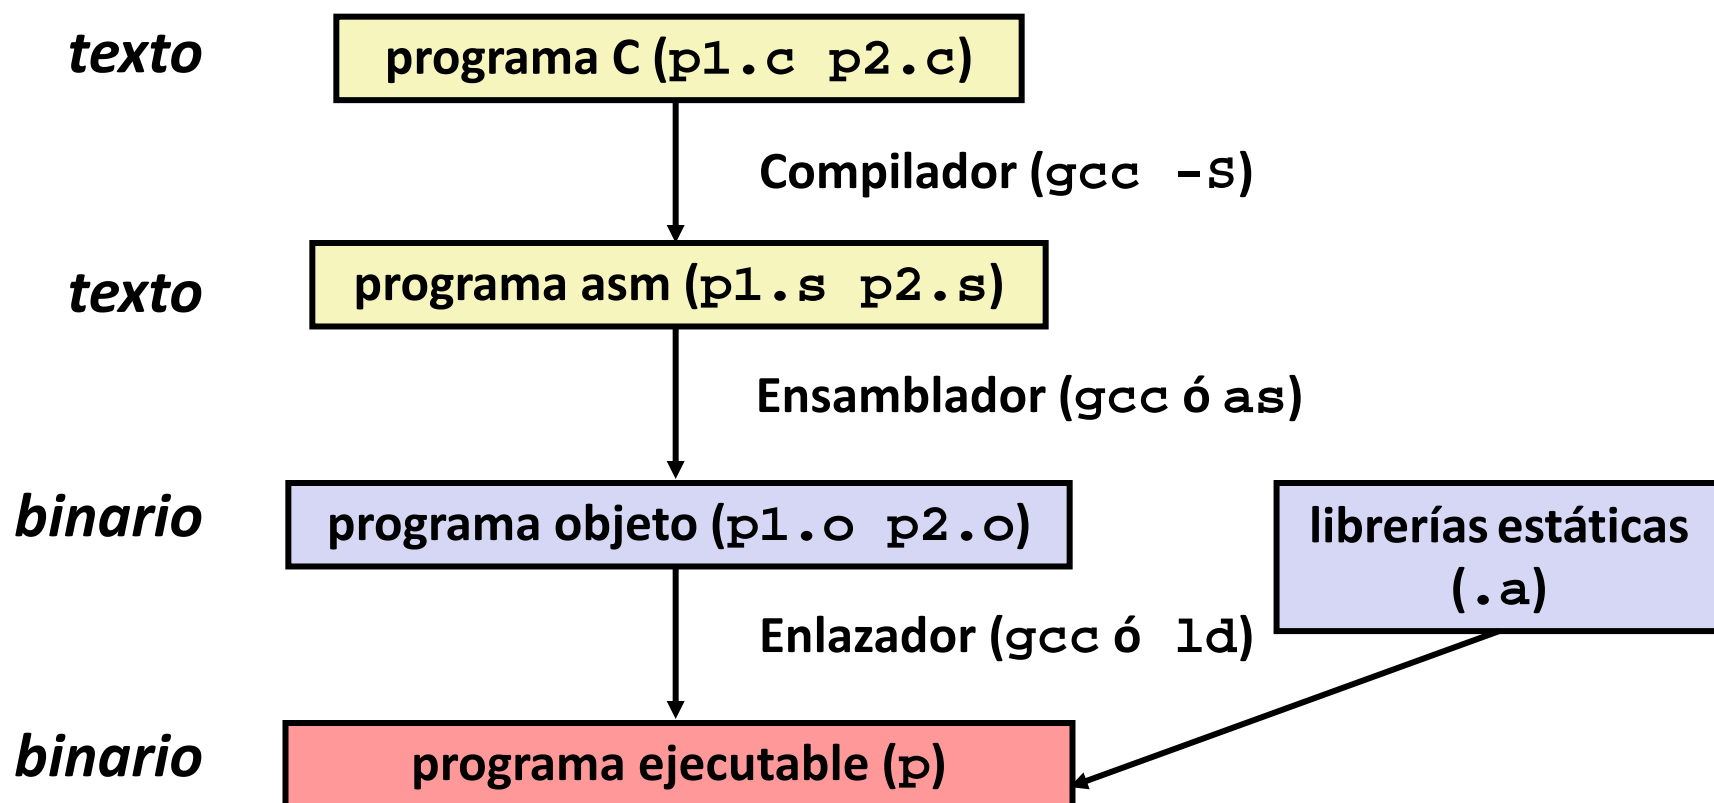 texto
programa C (p1.c p2.c)
Compilador (gcc -S)
texto
programa asm (p1.s p2.s)
Ensamblador (gcc ó as)
binario
programa objeto (p1.o p2.o)
librerías estáticas
(.a)
Enlazador (gcc ó ld)
binario
programa ejecutable (p)